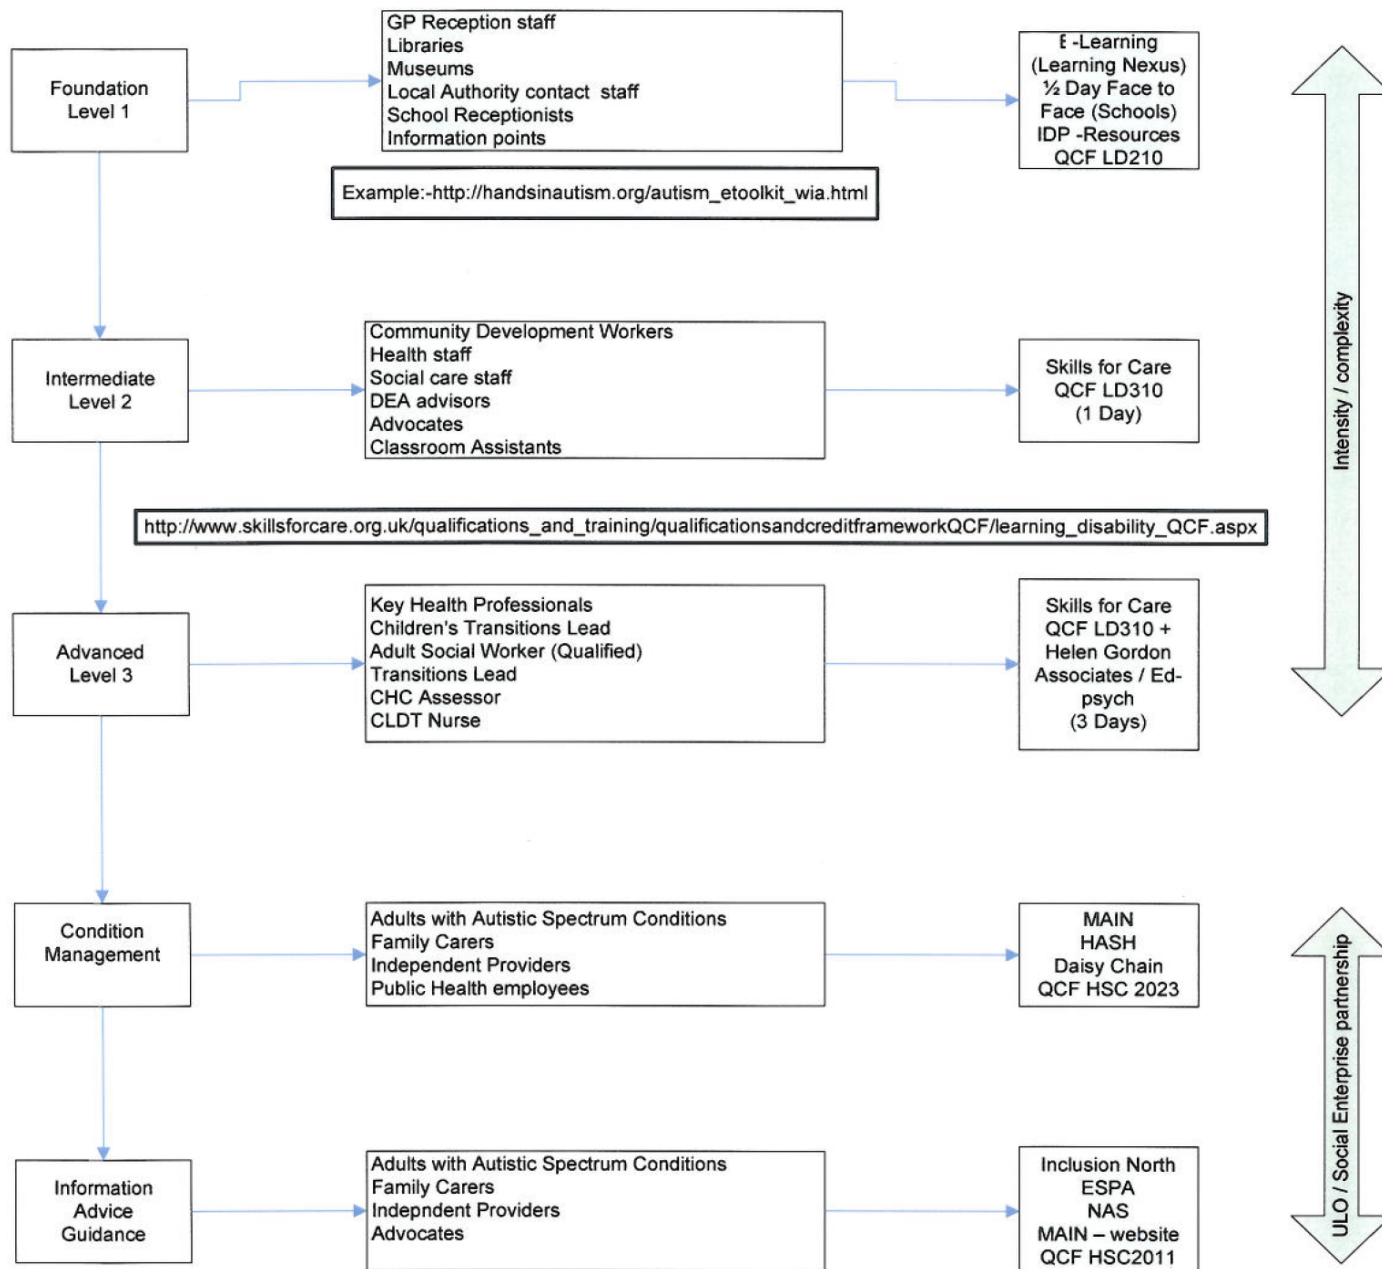 Foundation
Level 1
GP Reception staff
Libraries
Museums
Local Authority contact  staff
School Receptionists
Information points
E -Learning
(Learning Nexus)
½ Day Face to
Face (Schools)
IDP -Resources
QCF LD210
Example:-http://handsinautism.org/autism_etoolkit_wia.html
Intensity / complexity
Intermediate
Level 2
Community Development Workers
Health staff
Social care staff
DEA advisors
Advocates
Classroom Assistants
Skills for Care
QCF LD310
(1 Day)
http://www.skillsforcare.org.uk/qualifications_and_training/qualificationsandcreditframeworkQCF/learning_disability_QCF.aspx
Advanced
Level 3
Key Health Professionals
Children's Transitions Lead
Adult Social Worker (Qualified)
Transitions Lead
CHC Assessor
CLDT Nurse
Skills for Care
QCF LD310 +
Helen Gordon
Associates / Ed-
psych
(3 Days)
Condition
Management
Adults with Autistic Spectrum Conditions
Family Carers
Independent Providers
Public Health employees
MAIN
HASH
Daisy Chain
QCF HSC 2023
ULO / Social Enterprise partnership
Information
Advice
Guidance
Adults with Autistic Spectrum Conditions
Family Carers
Indepndent Providers
Advocates
Inclusion North
ESPA
NAS
MAIN – website
QCF HSC2011